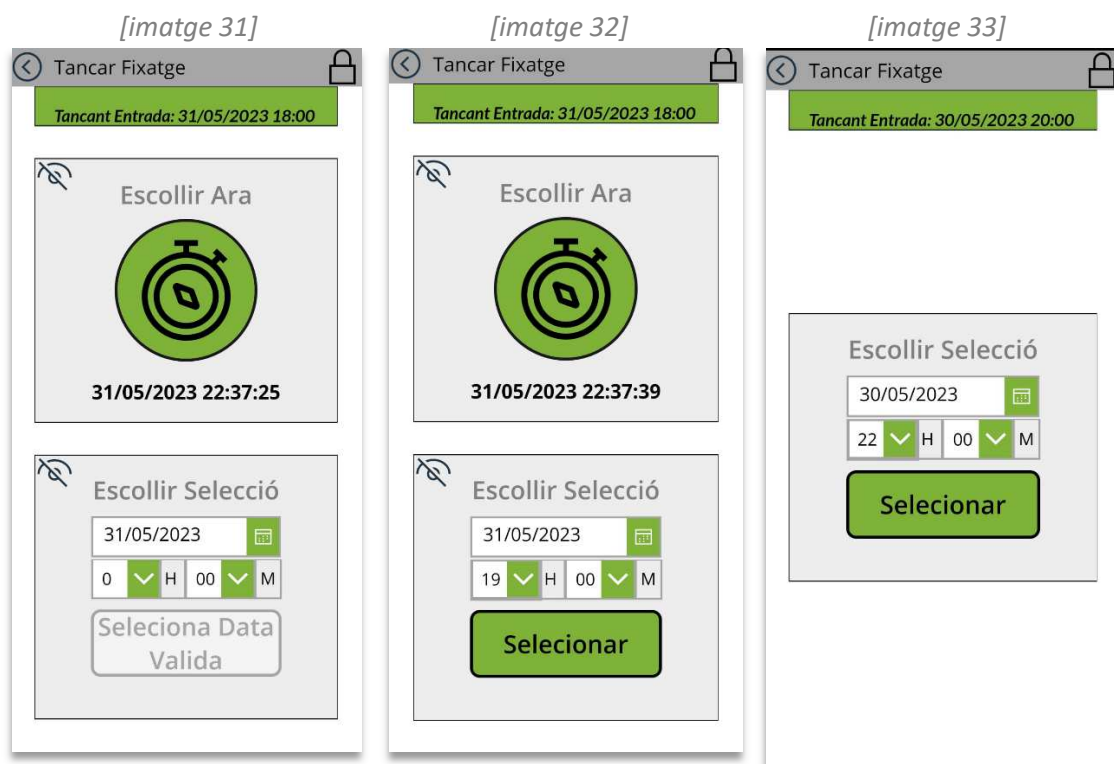 [imatge 31]
Tancar Fixatge
Tancant Entrada: 31/05/2023 18:00
Escollir Ara
31/05/2023 22:37:25
Escollir Selecció
31/05/2023
0 H 00 M
Seleciona Data
Valida
[imatge 32]
Tancar Fixatge
Tancant Entrada: 31/05/2023 18:00
Escollir Ara
31/05/2023 22:37:39
Escollir Selecció
31/05/2023
19 H 00 M
Selecionar
[imatge 33]
Tancar Fixatge
Tancant Entrada: 30/05/2023 20:00
Escollir Selecció
30/05/2023
22 H 00 M
Selecionar